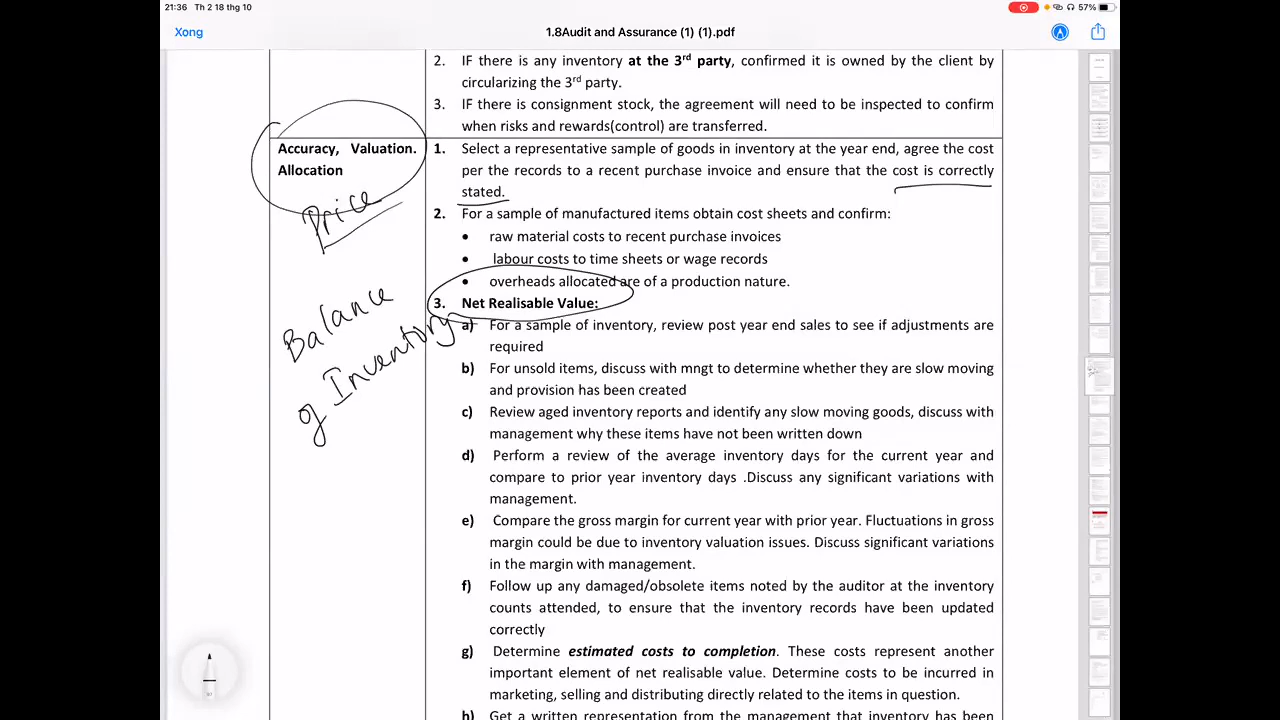 21:36 Th 2 18 thg 10
57%
Xong
1.8Audit and Assurance (1) (1).pdf
2. IF there is any inventory at the 3rd party, confirmed it is owned by the client by
circularizing the 3rd party.
3. IF there is consignment stock, the agreement will need to be inspected to confirm
when risks and rewards(control) are transferred.
Accuracy, Valuation
Allocation
Price
Balance
of Inventory
1. Select a representative sample goods in inventory at the year end, agree the cost
per the records to a recent purchase invoice and ensure that the cost is correctly
stated.
2. For a sample of manufactured items obtain cost sheets and confirm:
• raw material costs to recent purchase invoices
• labour costs to time sheets or wage records
• overheads allocated are of a production nature.
3. Net Realisable Value:
a) For a sample of inventory, review post year end sales to see if adjustments are
required
b) For unsold items, discuss with mngt to determine whether they are slow moving
and provision has been made.
c) Review aged inventory reports and identify any slow moving goods, discuss with
management why these items have not been written down
d) Perform a review of the average inventory days for the current year and
compare to prior year inventory days .Discuss any significant variations with
management.
e) Compare the gross margin for current year with prior year. Fluctuations in gross
margin could be due to inventory valuation issues. Discuss significant variations
in the margin with management.
f) Follow up any damaged/obsolete items noted by the auditor at the inventory
counts attended, to ensure that the inventory records have been updated
correctly
g) Determine estimated costs to completion. These costs represent another
important element of net realisable value. Determine costs to be incurred in
marketing, selling and distributing directly related to the items in question.
h) Get a written representation from the management that inventory has been